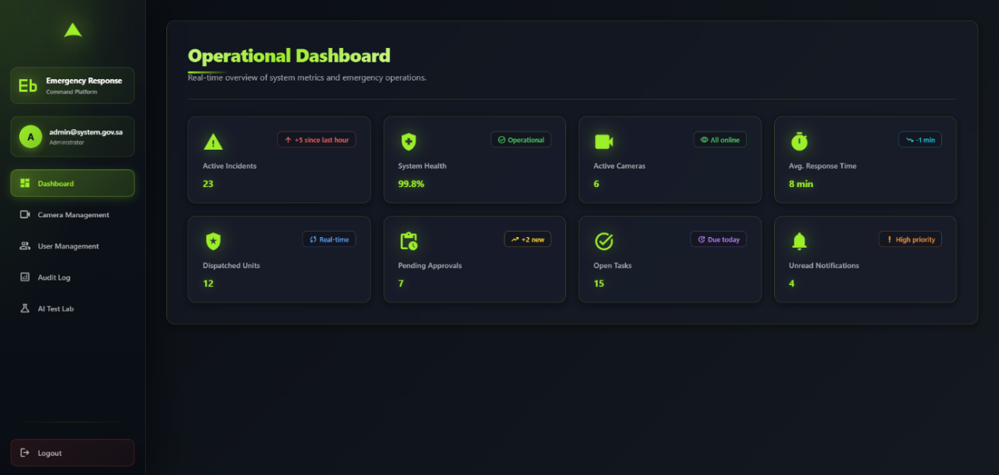 Eb
Emergency Response
Command Platform
A
admin@system.gov.sa
Administrator
Dashboard
Camera Management
User Management
Audit Log
AI Test Lab
Logout
Operational Dashboard
Real-time overview of system metrics and emergency operations.
+5 since last hour
Active Incidents
23
Operational
System Health
99.8%
All online
Active Cameras
6
-1 min
Avg. Response Time
8 min
Real-time
Dispatched Units
12
+2 new
Pending Approvals
7
Due today
Open Tasks
15
High priority
Unread Notifications
4